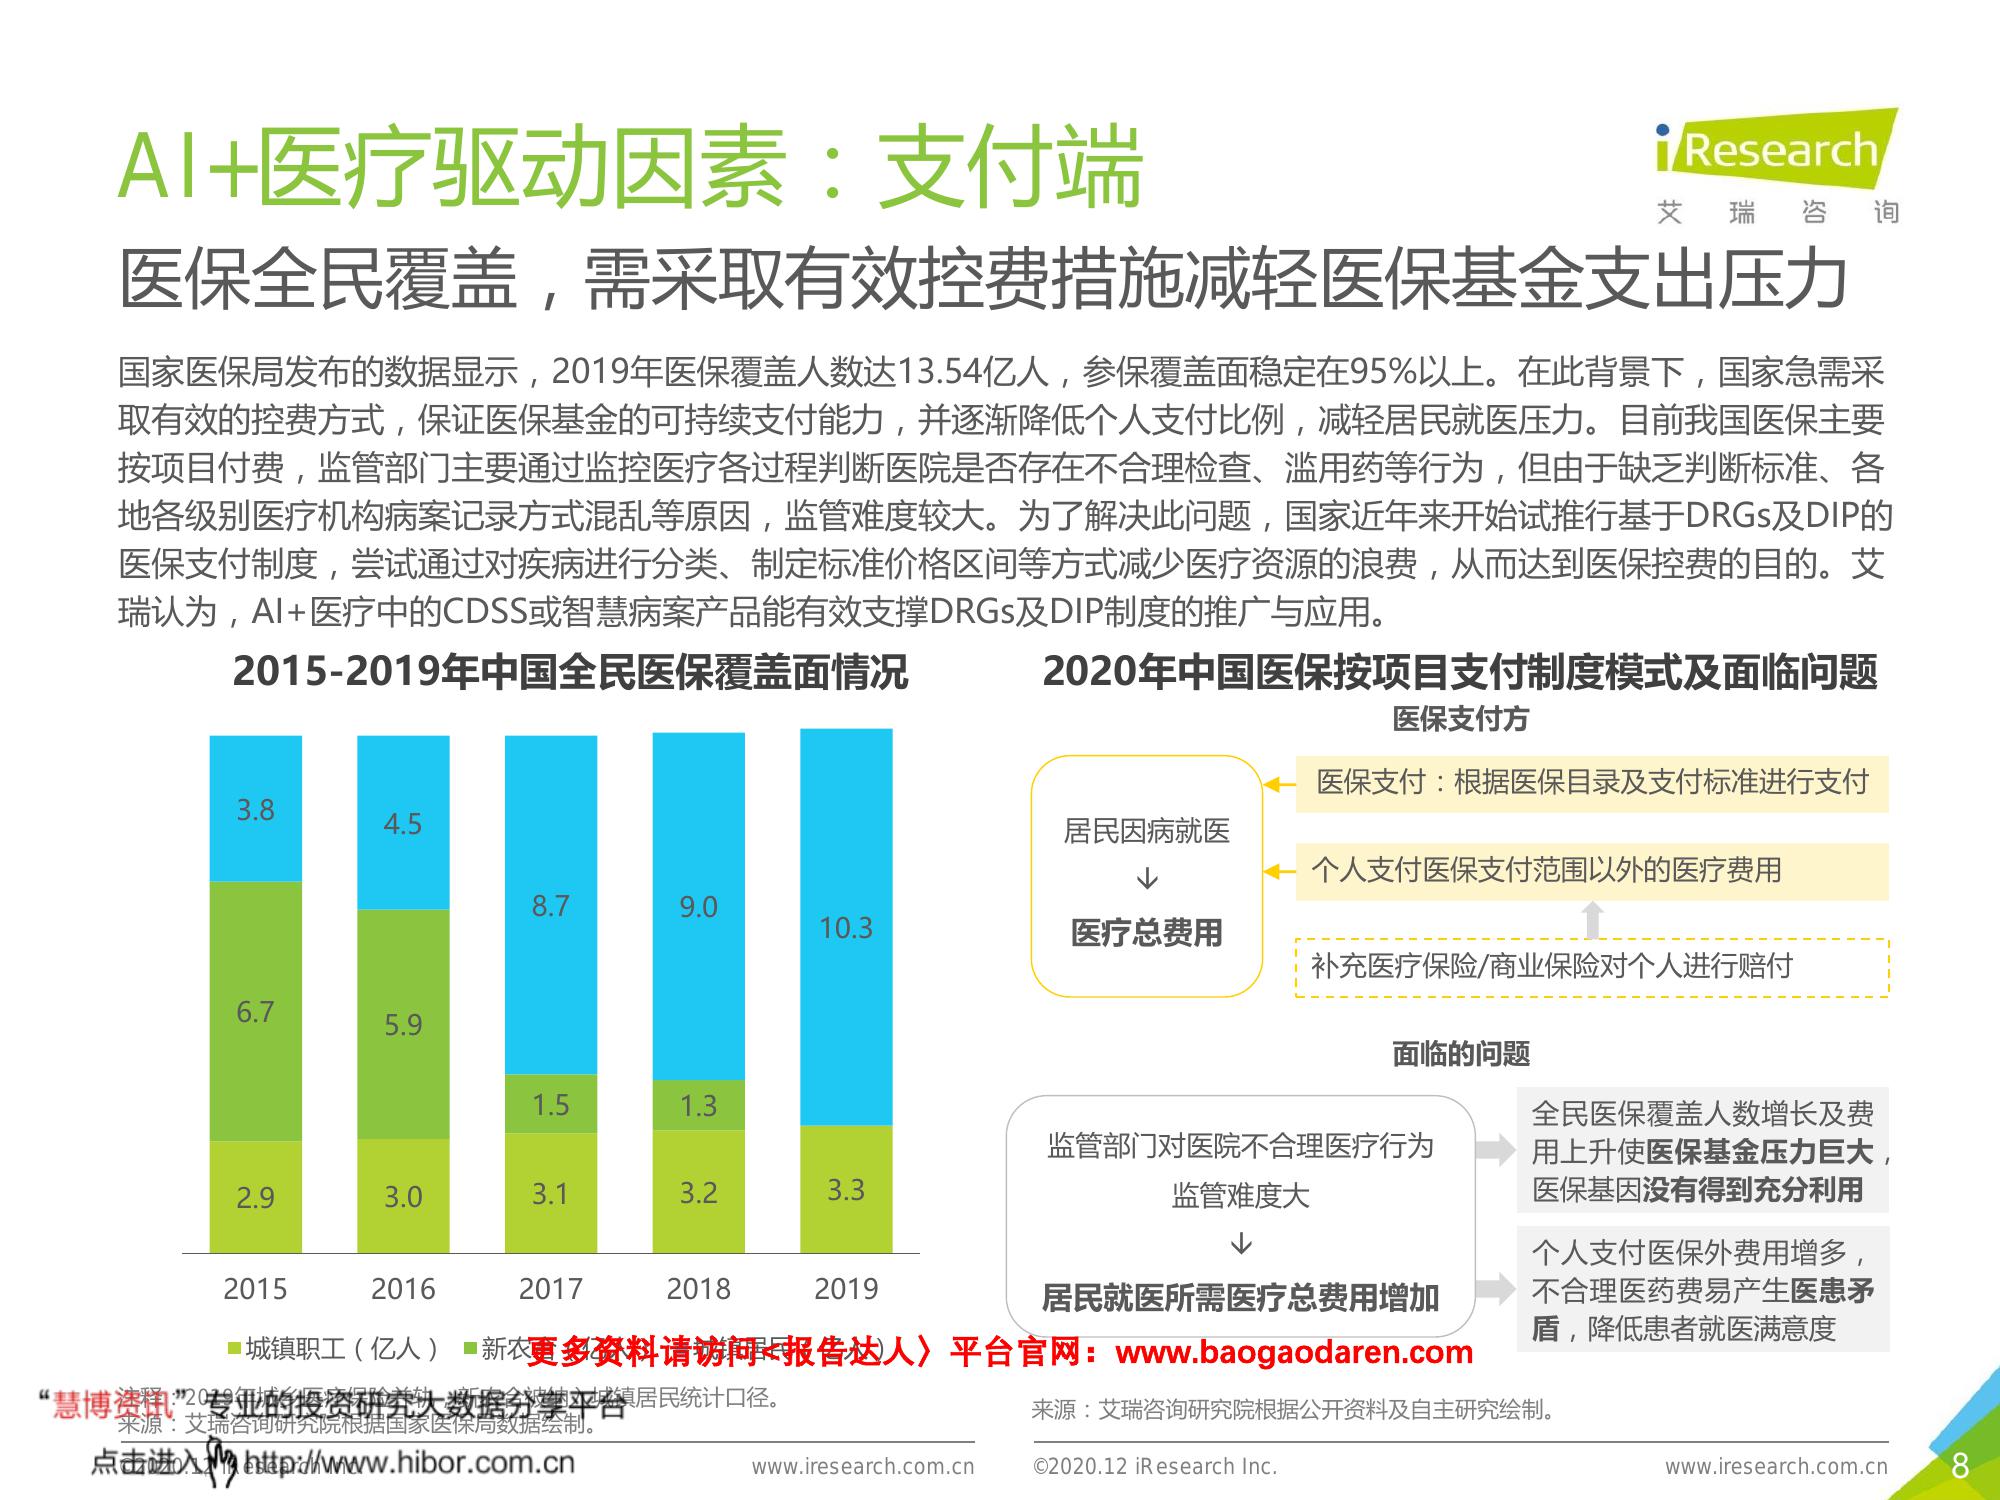 AI+医疗驱动因素：支付端
iResearch
艾瑞咨询
医保全民覆盖，需采取有效控费措施减轻医保基金支出压力
国家医保局发布的数据显示，2019年医保覆盖人数达13.54亿人，参保覆盖面稳定在95%以上。在此背景下，国家急需采
取有效的控费方式，保证医保基金的可持续支付能力，并逐渐降低个人支付比例，减轻居民就医压力。目前我国医保主要
按项目付费，监管部门主要通过监控医疗各过程判断医院是否存在不合理检查、滥用药等行为，但由于缺乏判断标准、各
地各级别医疗机构病案记录方式混乱等原因，监管难度较大。为了解决此问题，国家近年来开始试推行基于DRGs及DIP的
医保支付制度，尝试通过对疾病进行分类、制定标准价格区间等方式减少医疗资源的浪费，从而达到医保控费的目的。艾
瑞认为，AI+医疗中的CDSS或智慧病案产品能有效支撑DRGs及DIP制度的推广与应用。
2015-2019年中国全民医保覆盖面情况
3.8
4.5
8.7
9.0
10.3
6.7
5.9
1.5
1.3
2.9
3.0
3.1
3.2
3.3
2015
2016
2017
2018
2019
城镇职工（亿人）
新农合（亿人）
城镇居民（亿人）
更多资料请访问<报告达人〉平台官网：www.baogaodaren.com
注释：2019年城乡医疗保险并轨，新农合被纳入城镇居民统计口径。
来源：艾瑞咨询研究院根据国家医保局数据绘制。
“慧博资讯”专业的投资研究大数据分享平台
点击进入 http://www.hibor.com.cn
©2020.12 iResearch Inc.
www.iresearch.com.cn
2020年中国医保按项目支付制度模式及面临问题
医保支付方
居民因病就医
↓
医疗总费用
医保支付：根据医保目录及支付标准进行支付
个人支付医保支付范围以外的医疗费用
补充医疗保险/商业保险对个人进行赔付
面临的问题
监管部门对医院不合理医疗行为
监管难度大
↓
居民就医所需医疗总费用增加
全民医保覆盖人数增长及费
用上升使医保基金压力巨大，
医保基因没有得到充分利用
个人支付医保外费用增多，
不合理医药费易产生医患矛
盾，降低患者就医满意度
来源：艾瑞咨询研究院根据公开资料及自主研究绘制。
©2020.12 iResearch Inc.
www.iresearch.com.cn
8